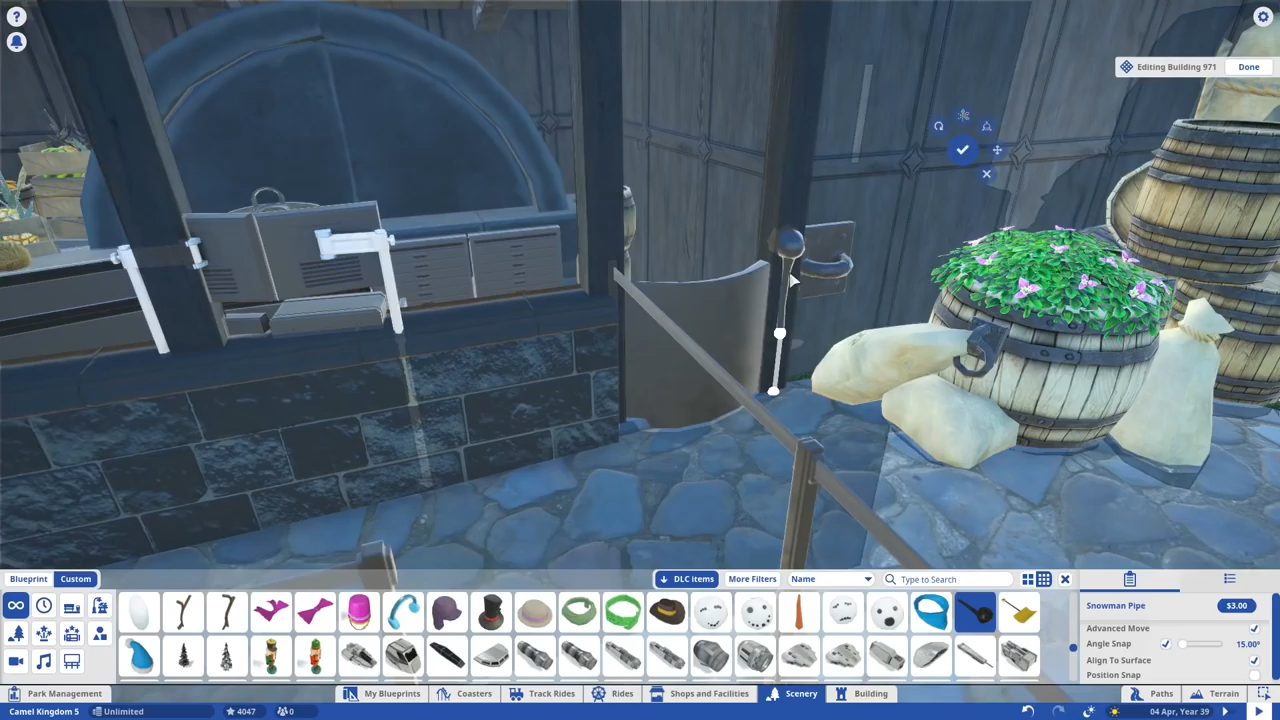 ?
Editing Building 971 Done
Blueprint Custom DLC items More Filters Name Type to Search
Snowman Pipe $3.00
Advanced Move
Angle Snap 15.00°
Align To Surface
Position Snap
Park Management My Blueprints Coasters Track Rides Rides Shops and Facilities Scenery Building Paths Terrain
Camel Kingdom 5 Unlimited 4047 0 04 Apr, Year 39